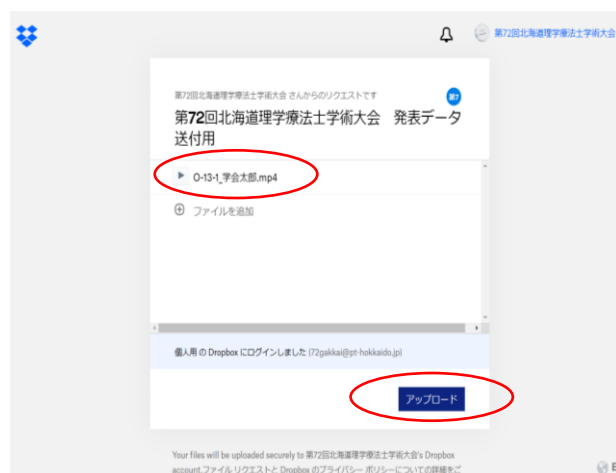 第72回北海道理学療法士学術大会
第72回北海道理学療法士学術大会 さんからのリクエストです
第7
第72回北海道理学療法士学術大会　発表データ
送付用
O-13-1_学会太郎.mp4
ファイルを追加
個人用 の Dropbox にログインしました (72gakkai@pt-hokkaido.jp)
アップロード
Your files will be uploaded securely to 第72回北海道理学療法士学術大会's Dropbox
account.ファイル リクエストと Dropbox のプライバシー ポリシーについての詳細をご